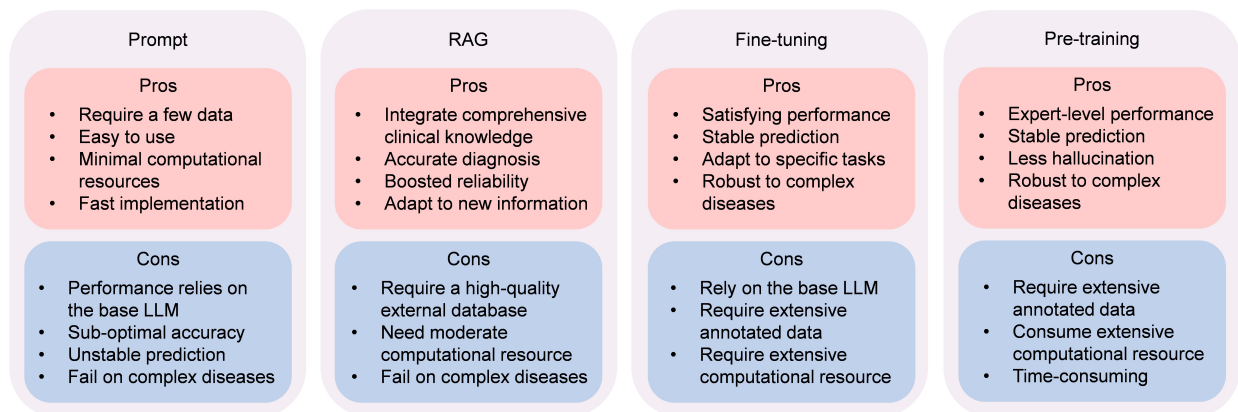 Prompt
Pros
• Require a few data
• Easy to use
• Minimal computational
resources
• Fast implementation
Cons
• Performance relies on
the base LLM
• Sub-optimal accuracy
• Unstable prediction
• Fail on complex diseases
RAG
Pros
• Integrate comprehensive
clinical knowledge
• Accurate diagnosis
• Boosted reliability
• Adapt to new information
Cons
• Require a high-quality
external database
• Need moderate
computational resource
• Fail on complex diseases
Fine-tuning
Pros
• Satisfying performance
• Stable prediction
• Adapt to specific tasks
• Robust to complex
diseases
Cons
• Rely on the base LLM
• Require extensive
annotated data
• Require extensive
computational resource
Pre-training
Pros
• Expert-level performance
• Stable prediction
• Less hallucination
• Robust to complex
diseases
Cons
• Require extensive
annotated data
• Consume extensive
computational resource
• Time-consuming